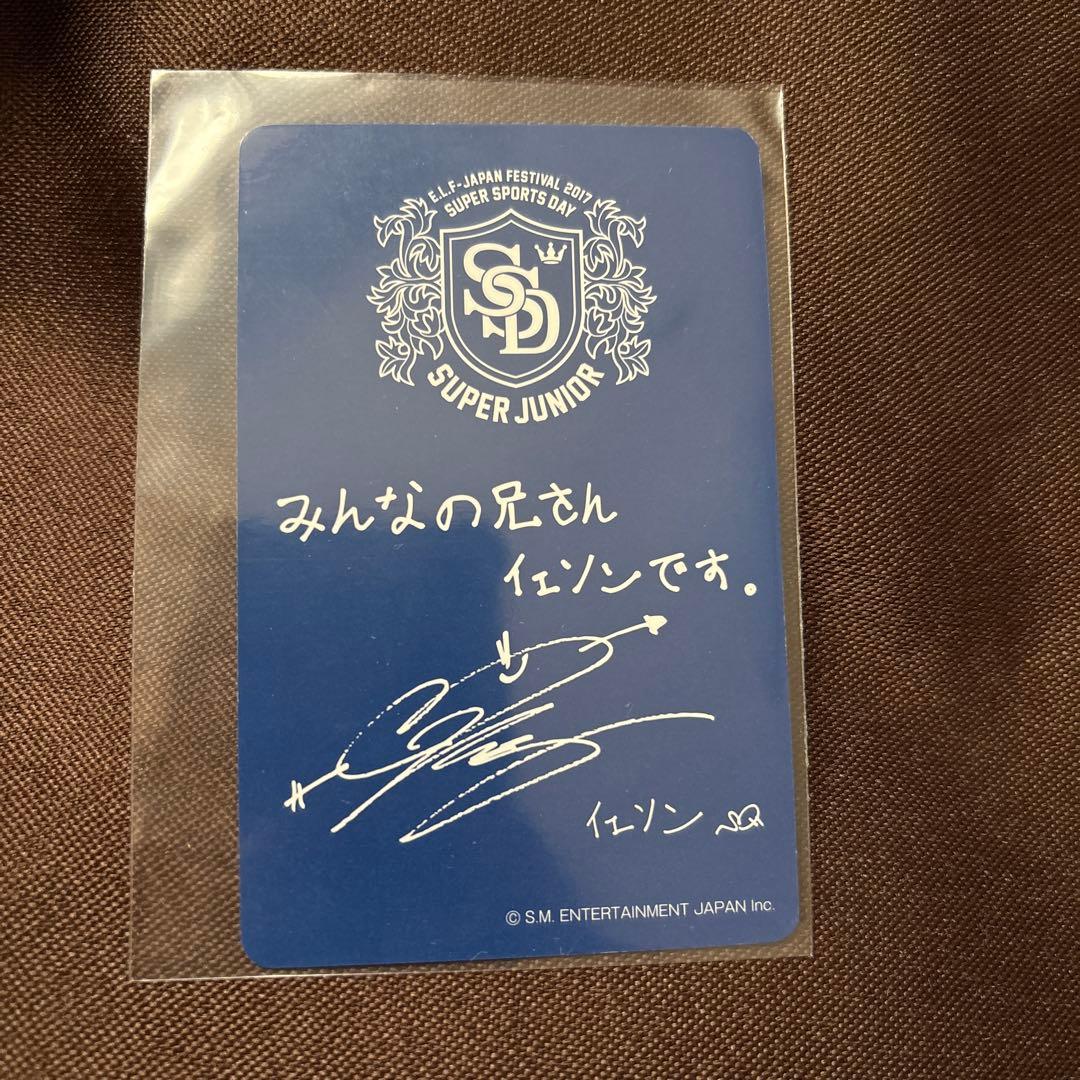 E.L.F-JAPAN FESTIVAL 2017
SUPER SPORTS DAY
SSD
SUPER JUNIOR
みんなの兄さん
イェソンです。
イェソン
© S.M. ENTERTAINMENT JAPAN Inc.